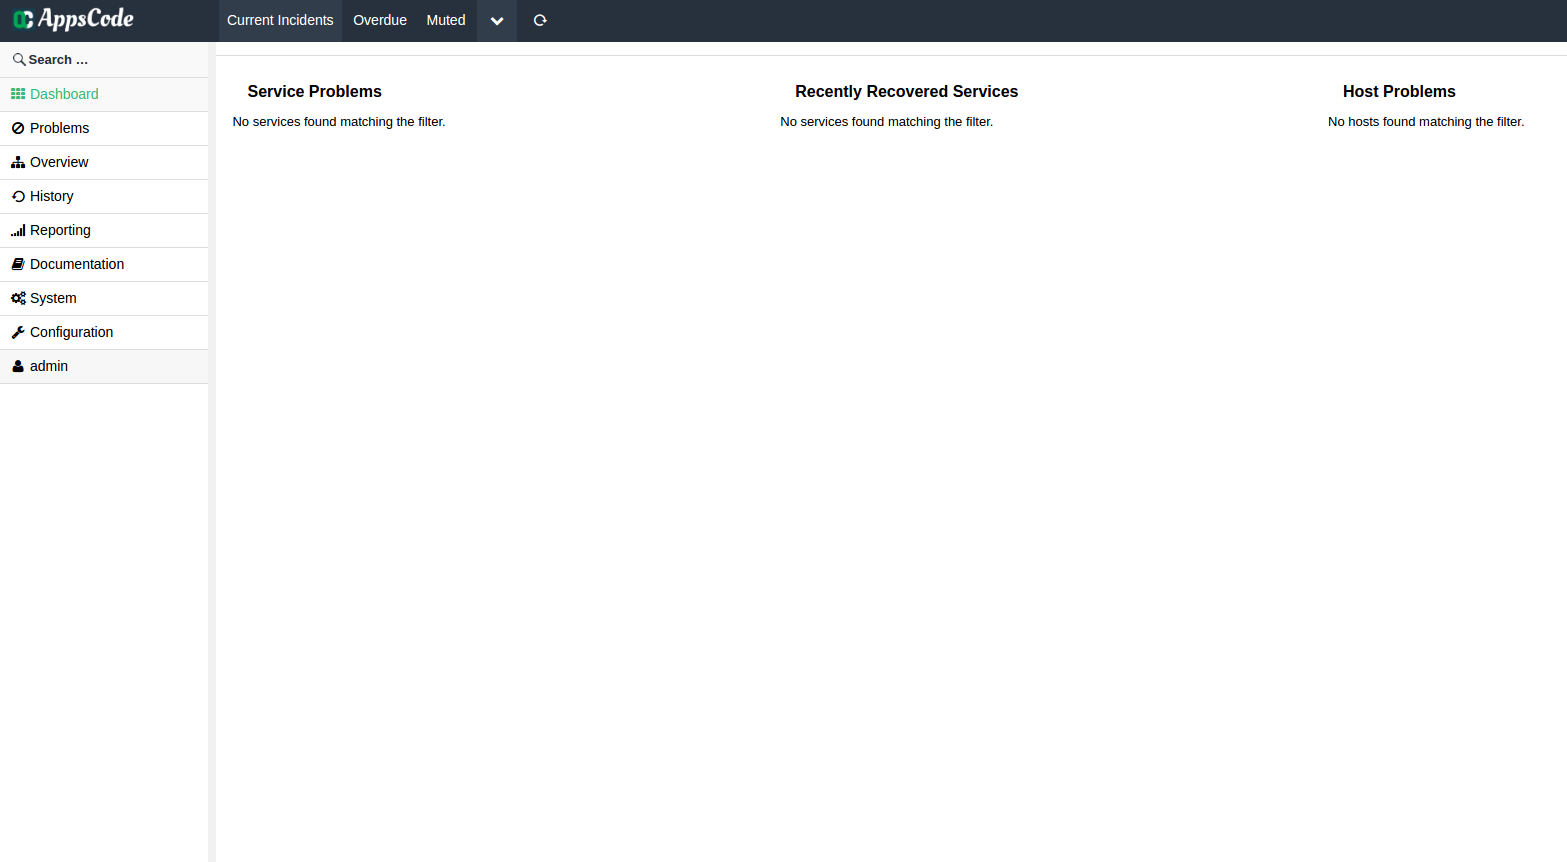 AppsCode
Current Incidents Overdue Muted
Search …
Dashboard
Problems
Overview
History
Reporting
Documentation
System
Configuration
admin
Service Problems
No services found matching the filter.
Recently Recovered Services
No services found matching the filter.
Host Problems
No hosts found matching the filter.